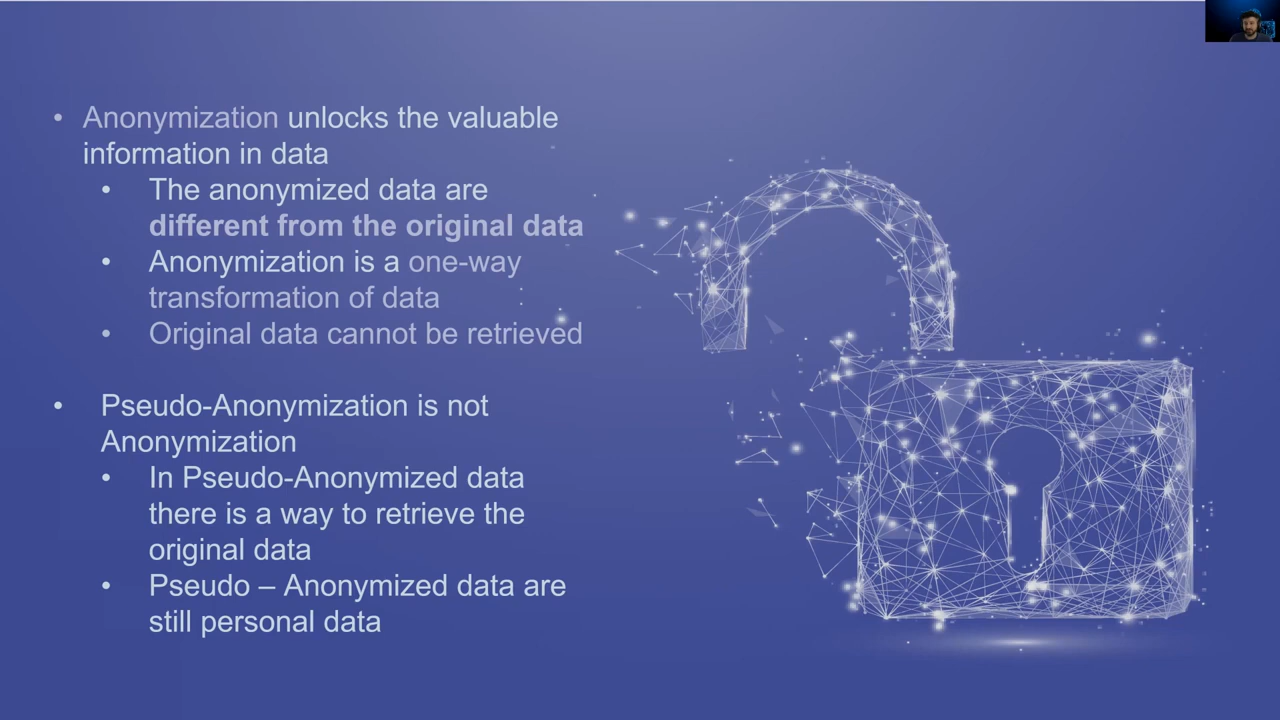 • Anonymization unlocks the valuable
information in data
• The anonymized data are
different from the original data
• Anonymization is a one-way
transformation of data
• Original data cannot be retrieved
• Pseudo-Anonymization is not
Anonymization
• In Pseudo-Anonymized data
there is a way to retrieve the
original data
• Pseudo – Anonymized data are
still personal data